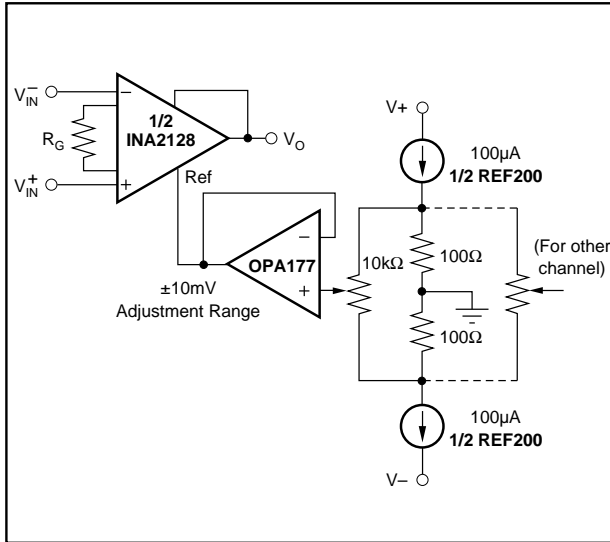 V⁻IN
−
1/2
INA2128
RG
V⁺IN
+
VO
Ref
−
OPA177
+
±10mV
Adjustment Range
V+
100µA
1/2 REF200
10kΩ
100Ω
(For other
channel)
100Ω
100µA
1/2 REF200
V–